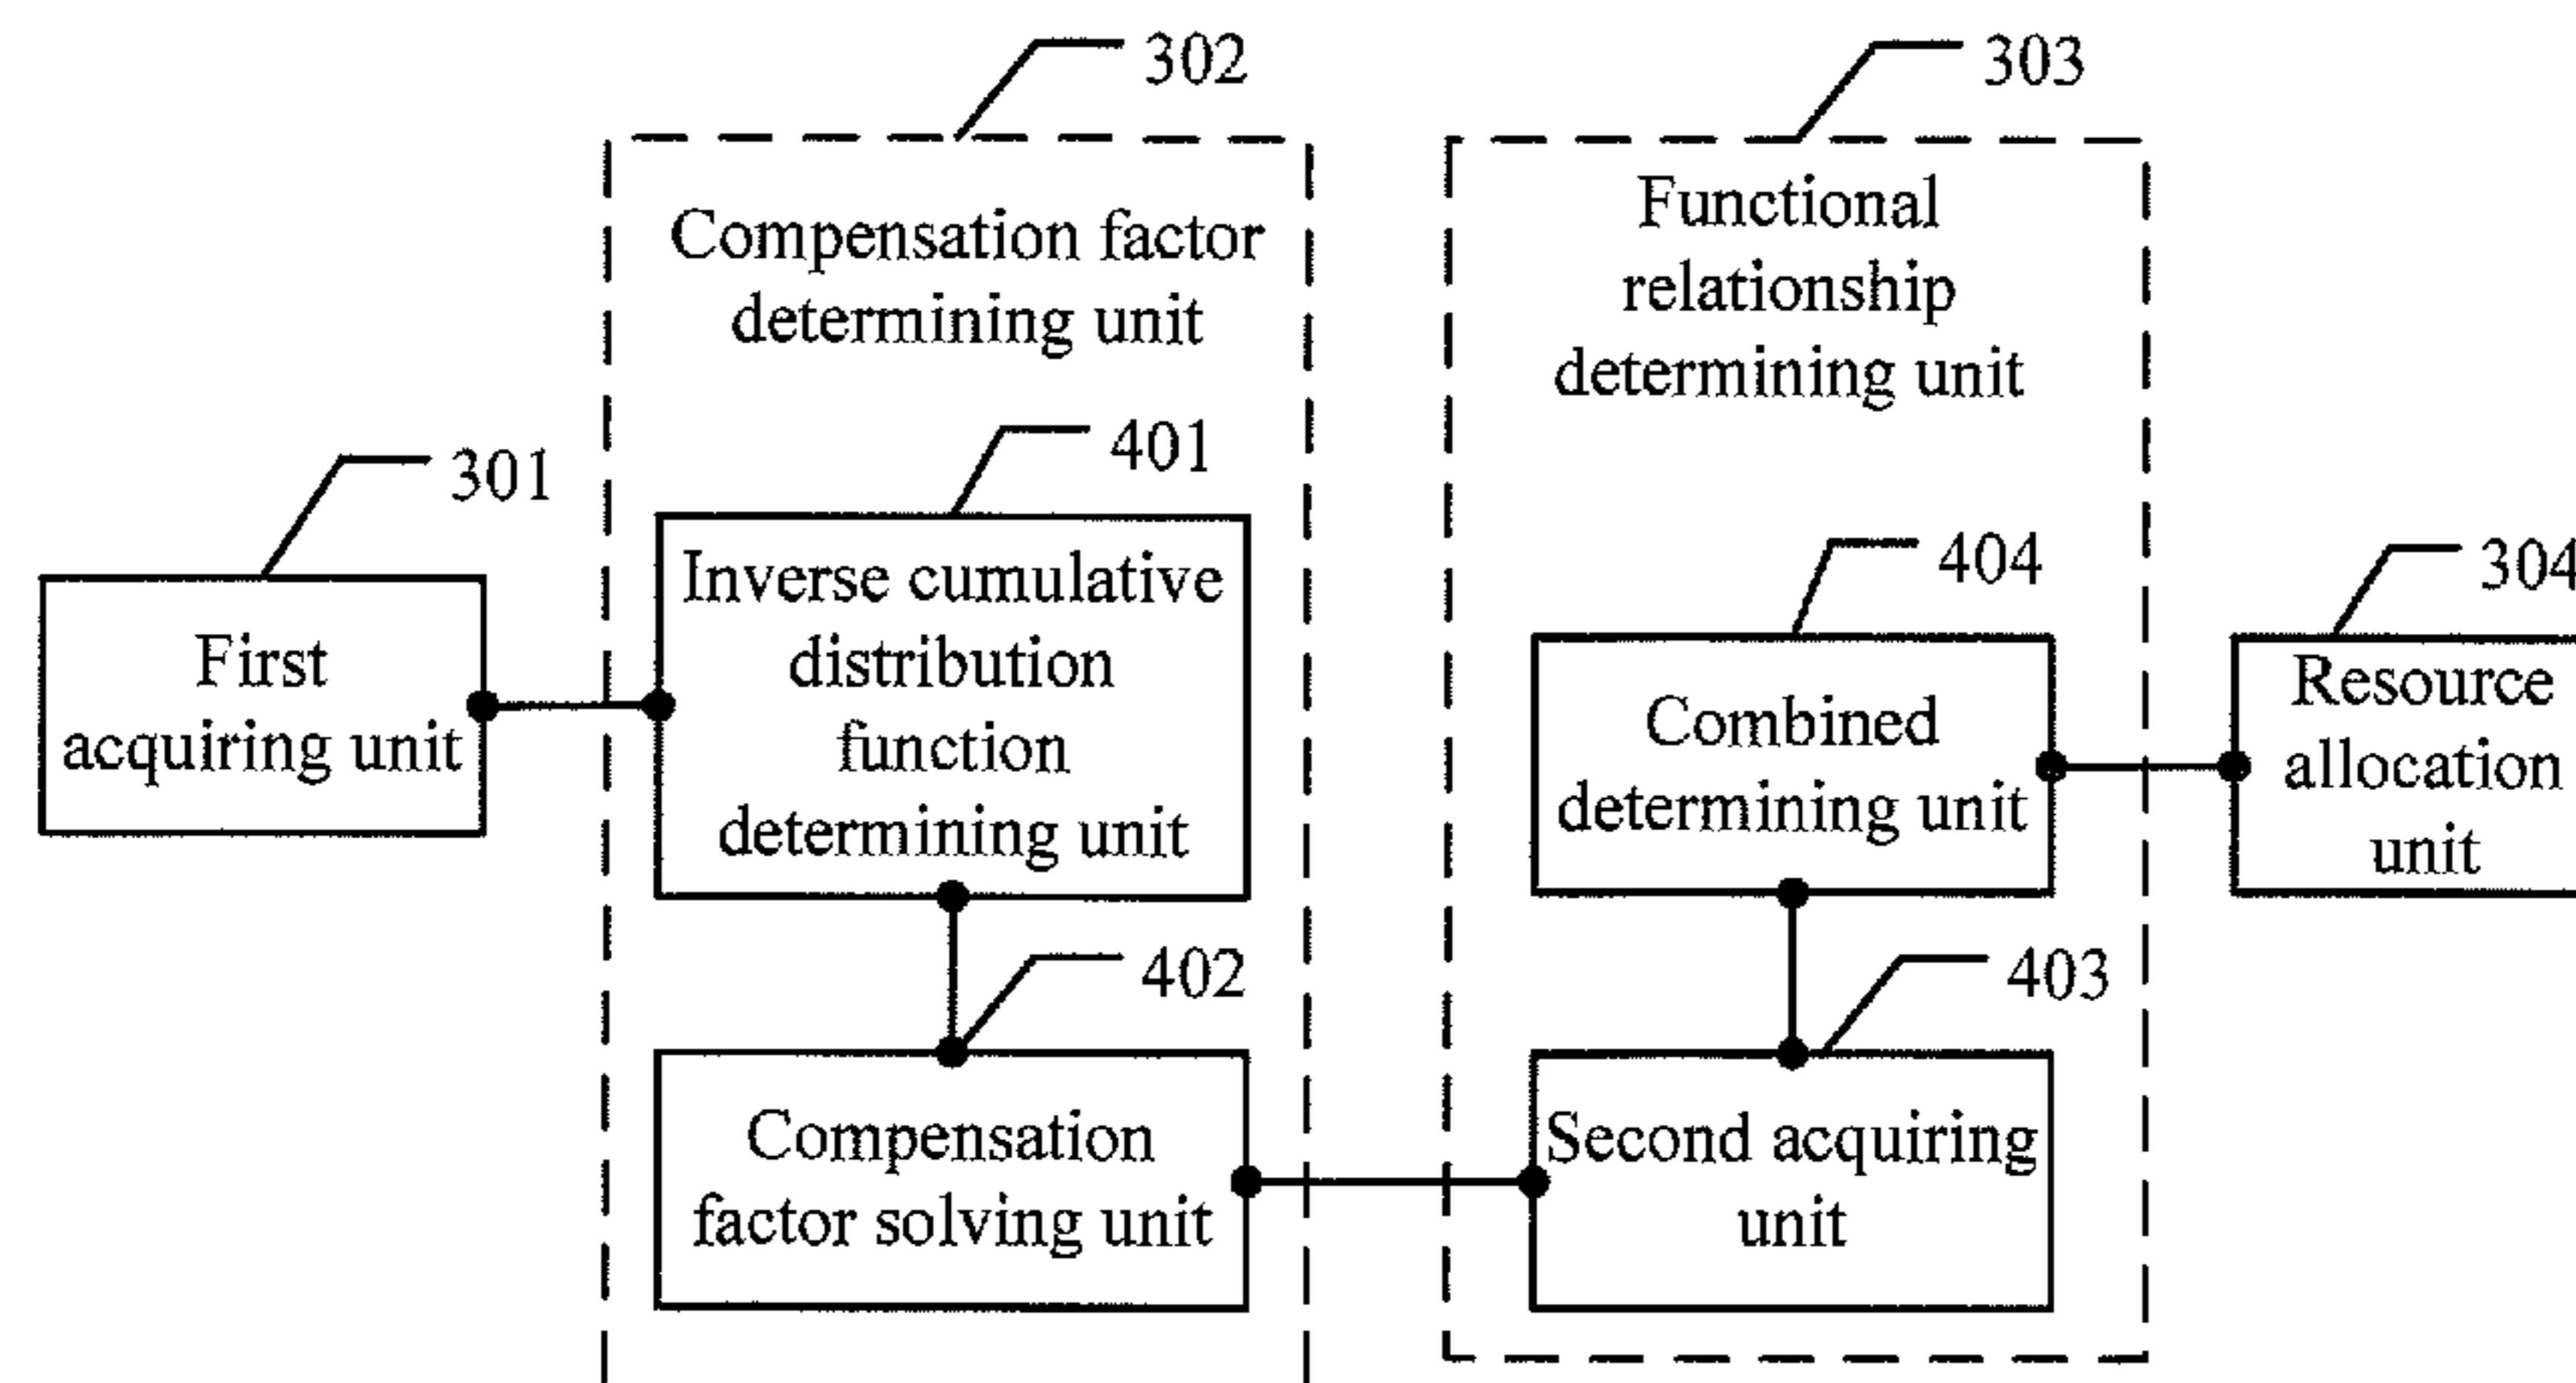 302
303
Compensation factor
determining unit
Functional
relationship
determining unit
301
401
404
304
First
acquiring unit
Inverse cumulative
distribution
function
determining unit
Combined
determining unit
Resource
allocation
unit
402
403
Compensation
factor solving unit
Second acquiring
unit